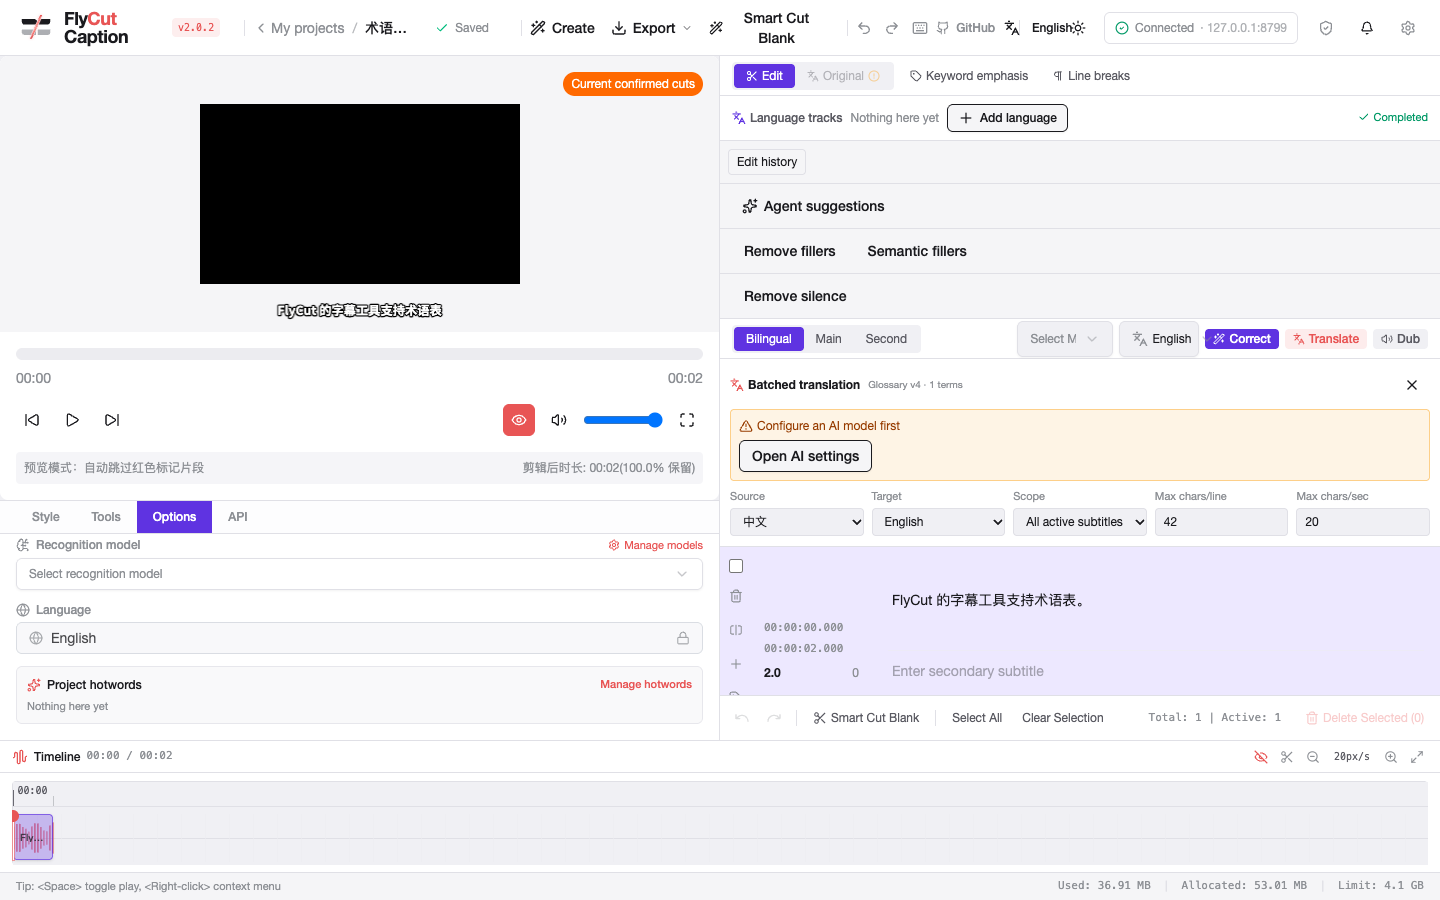 FlyCut Caption
v2.0.2
My projects / 术语...
Saved
Create
Export
Smart Cut Blank
GitHub
English
Connected · 127.0.0.1:8799
Current confirmed cuts
FlyCut 的字幕工具支持术语表
00:00
00:02
预览模式：自动跳过红色标记片段
剪辑后时长: 00:02(100.0% 保留)
Style
Tools
Options
API
Recognition model
Manage models
Select recognition model
Language
English
Project hotwords
Manage hotwords
Nothing here yet
Edit
Original
Keyword emphasis
Line breaks
Language tracks
Nothing here yet
Add language
Completed
Edit history
Agent suggestions
Remove fillers
Semantic fillers
Remove silence
Bilingual
Main
Second
Select M
English
Correct
Translate
Dub
Batched translation
Glossary v4 · 1 terms
Configure an AI model first
Open AI settings
Source
Target
Scope
Max chars/line
Max chars/sec
中文
English
All active subtitles
42
20
FlyCut 的字幕工具支持术语表。
00:00:00.000
00:00:02.000
2.0
0
Enter secondary subtitle
Smart Cut Blank
Select All
Clear Selection
Total: 1 | Active: 1
Delete Selected (0)
Timeline
00:00 / 00:02
20px/s
00:00
Fly...
Tip: <Space> toggle play, <Right-click> context menu
Used: 36.91 MB
Allocated: 53.01 MB
Limit: 4.1 GB